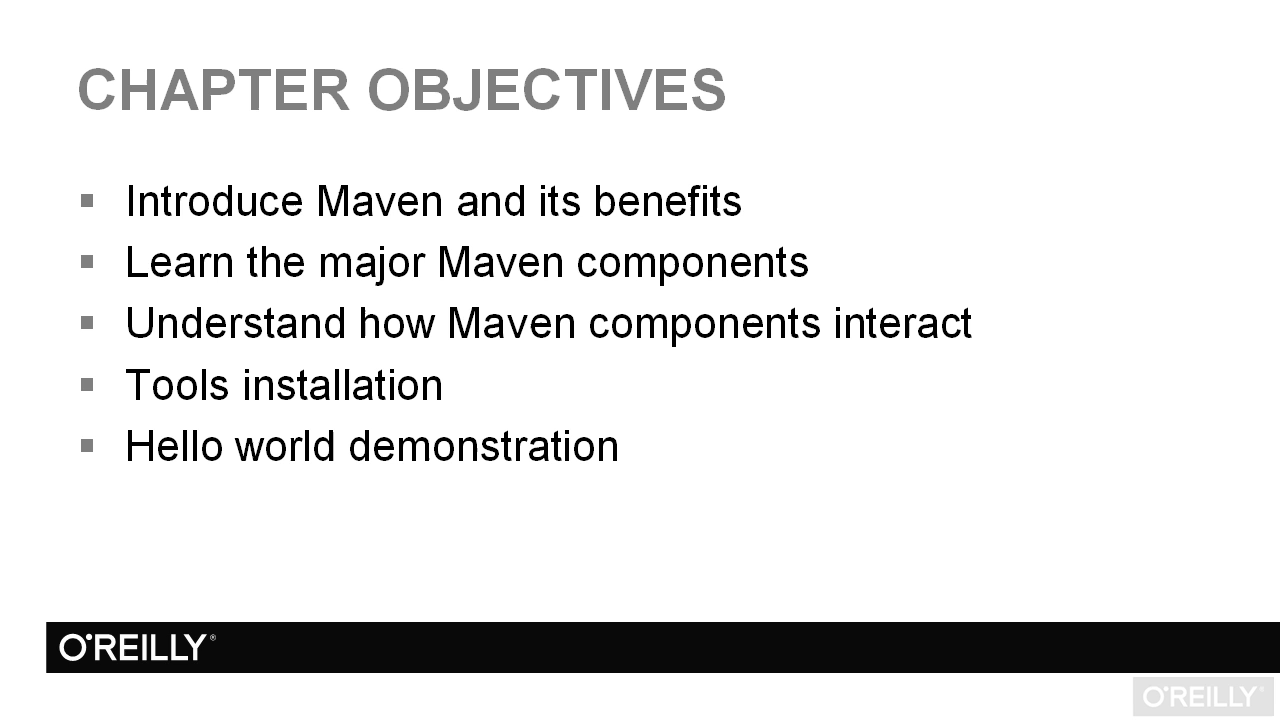 CHAPTER OBJECTIVES
▪ Introduce Maven and its benefits
▪ Learn the major Maven components
▪ Understand how Maven components interact
▪ Tools installation
▪ Hello world demonstration
O'REILLY®
O'REILLY®